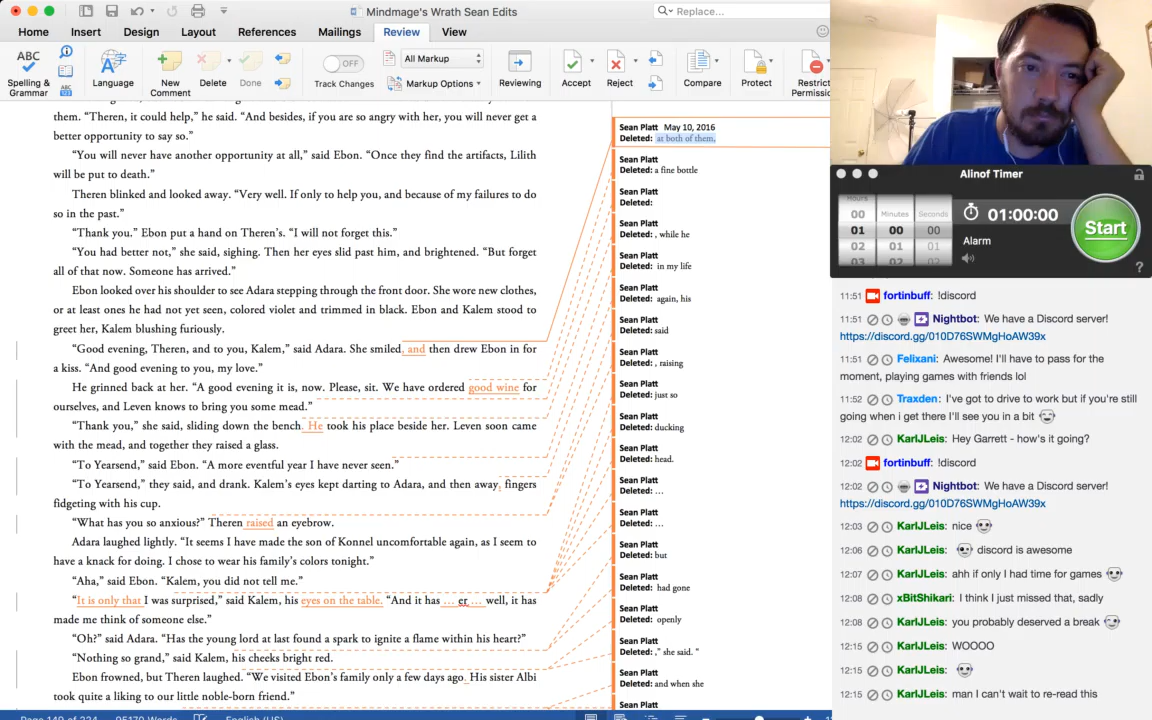 Mindmage's Wrath Sean Edits
Replace...
Home Insert Design Layout References Mailings Review View
ABC
Spelling & Grammar
ABC
Language
New Comment
Delete
Done
OFF
Track Changes
All Markup
Markup Options
Reviewing
Accept
Reject
Compare
Protect
Restrict
them. “Theren, it could help,” he said. “And besides, if you are so angry with her, you will never get a
better opportunity to say so.”
“You will never have another opportunity at all,” said Ebon. “Once they find the artifacts, Lilith
will be put to death.”
Theren blinked and looked away. “Very well. If only to help you, and because of my failures to do
so in the past.”
“Thank you.” Ebon put a hand on Theren’s. “I will not forget this.”
“You had better not,” she said, sighing. Then her eyes slid past him, and brightened. “But forget
all of that now. Someone has arrived.”
Ebon looked over his shoulder to see Adara stepping through the front door. She wore new clothes,
or at least ones he had not yet seen, colored violet and trimmed in black. Ebon and Kalem stood to
greet her, Kalem blushing furiously.
“Good evening, Theren, and to you, Kalem,” said Adara. She smiled, and then drew Ebon in for
a kiss. “And good evening to you, my love.”
He grinned back at her. “A good evening it is, now. Please, sit. We have ordered good wine for
ourselves, and Leven knows to bring you some mead.”
“Thank you,” she said, sliding down the bench. He took his place beside her. Leven soon came
with the mead, and together they raised a glass.
“To Yearsend,” said Ebon. “A more eventful year I have never seen.”
“To Yearsend,” they said, and drank. Kalem’s eyes kept darting to Adara, and then away, fingers
fidgeting with his cup.
“What has you so anxious?” Theren raised an eyebrow.
Adara laughed lightly. “It seems I have made the son of Konnel uncomfortable again, as I seem to
have a knack for doing. I chose to wear his family’s colors tonight.”
“Aha,” said Ebon. “Kalem, you did not tell me.”
“It is only that I was surprised,” said Kalem, his eyes on the table. “And it has … er … well, it has
made me think of someone else.”
“Oh?” said Adara. “Has the young lord at last found a spark to ignite a flame within his heart?”
“Nothing so grand,” said Kalem, his cheeks bright red.
Ebon frowned, but Theren laughed. “We visited Ebon’s family only a few days ago. His sister Albi
took quite a liking to our little noble-born friend.”
Sean Platt May 10, 2016
Deleted: at both of them,
Sean Platt
Deleted: a fine bottle
Sean Platt
Deleted:
Sean Platt
Deleted: , while he
Sean Platt
Deleted: in my life
Sean Platt
Deleted: again, his
Sean Platt
Deleted: said
Sean Platt
Deleted: , raising
Sean Platt
Deleted: just so
Sean Platt
Deleted: ducking
Sean Platt
Deleted: head.
Sean Platt
Deleted: …
Sean Platt
Deleted: …
Sean Platt
Deleted: but
Sean Platt
Deleted: had gone
Sean Platt
Deleted: openly
Sean Platt
Deleted: ,” she said. “
Sean Platt
Deleted: and when she
Sean Platt
English (US)
Alinof Timer
Hours Minutes Seconds
00
01 00 00
02 01 01
02 02
01:00:00
Alarm
Start
?
11:51 fortinbuff: !discord
11:51 Nightbot: We have a Discord server!
https://discord.gg/010D76SWMgHoAW39x
11:51 Felixani: Awesome! I'll have to pass for the
moment, playing games with friends lol
11:52 Traxden: I've got to drive to work but if you're still
going when i get there I'll see you in a bit
12:02 KarlJLeis: Hey Garrett - how's it going?
12:02 fortinbuff: !discord
12:02 Nightbot: We have a Discord server!
https://discord.gg/010D76SWMgHoAW39x
12:03 KarlJLeis: nice
12:06 KarlJLeis: discord is awesome
12:07 KarlJLeis: ahh if only I had time for games
12:08 xBitShikari: I think I just missed that, sadly
12:08 KarlJLeis: you probably deserved a break
12:15 KarlJLeis: WOOOO
12:15 KarlJLeis:
12:15 KarlJLeis: man I can't wait to re-read this